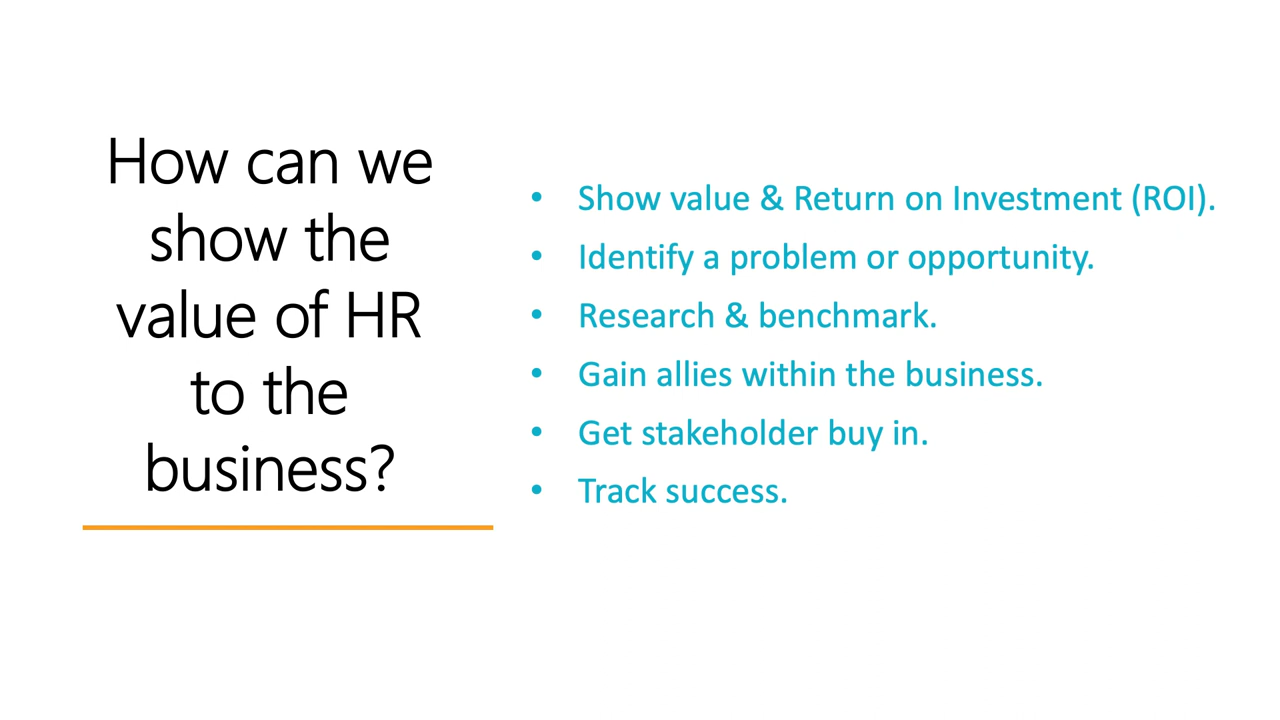 How can we
show the
value of HR
to the
business?
• Show value & Return on Investment (ROI).
• Identify a problem or opportunity.
• Research & benchmark.
• Gain allies within the business.
• Get stakeholder buy in.
• Track success.